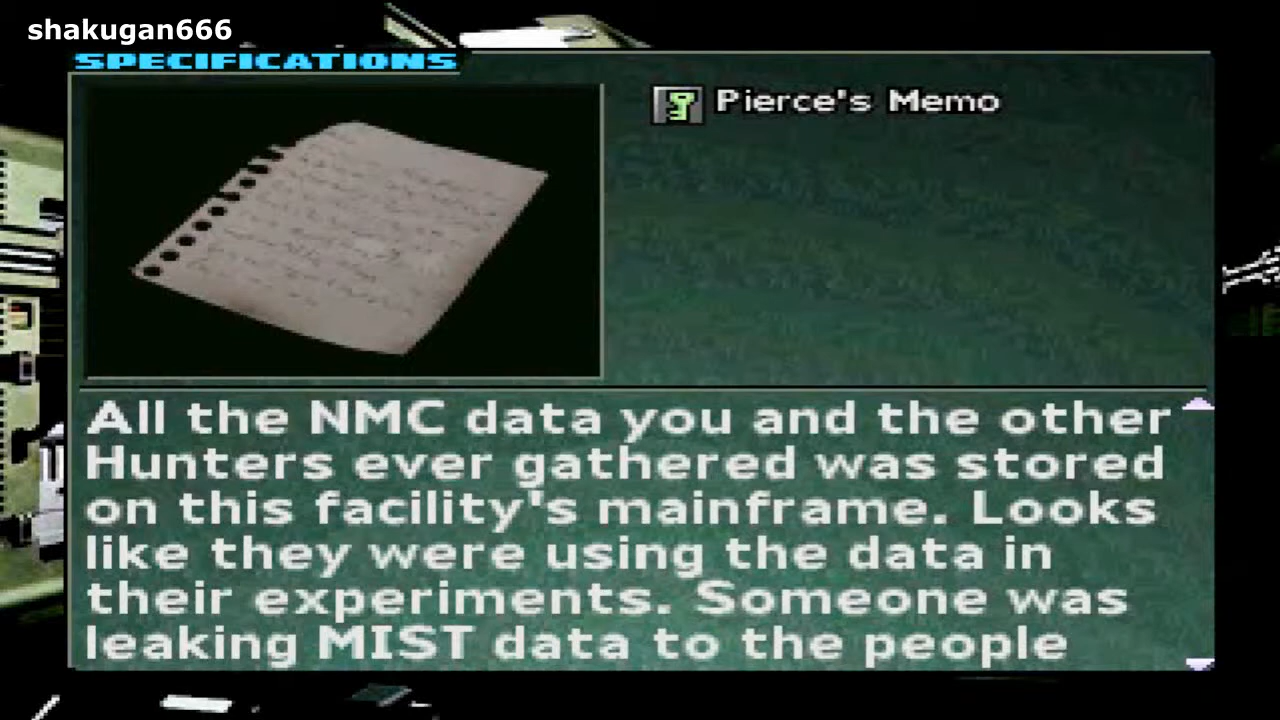 shakugan666
SPECIFICATIONS
Pierce's Memo
All the NMC data you and the other
Hunters ever gathered was stored
on this facility's mainframe. Looks
like they were using the data in
their experiments. Someone was
leaking MIST data to the people